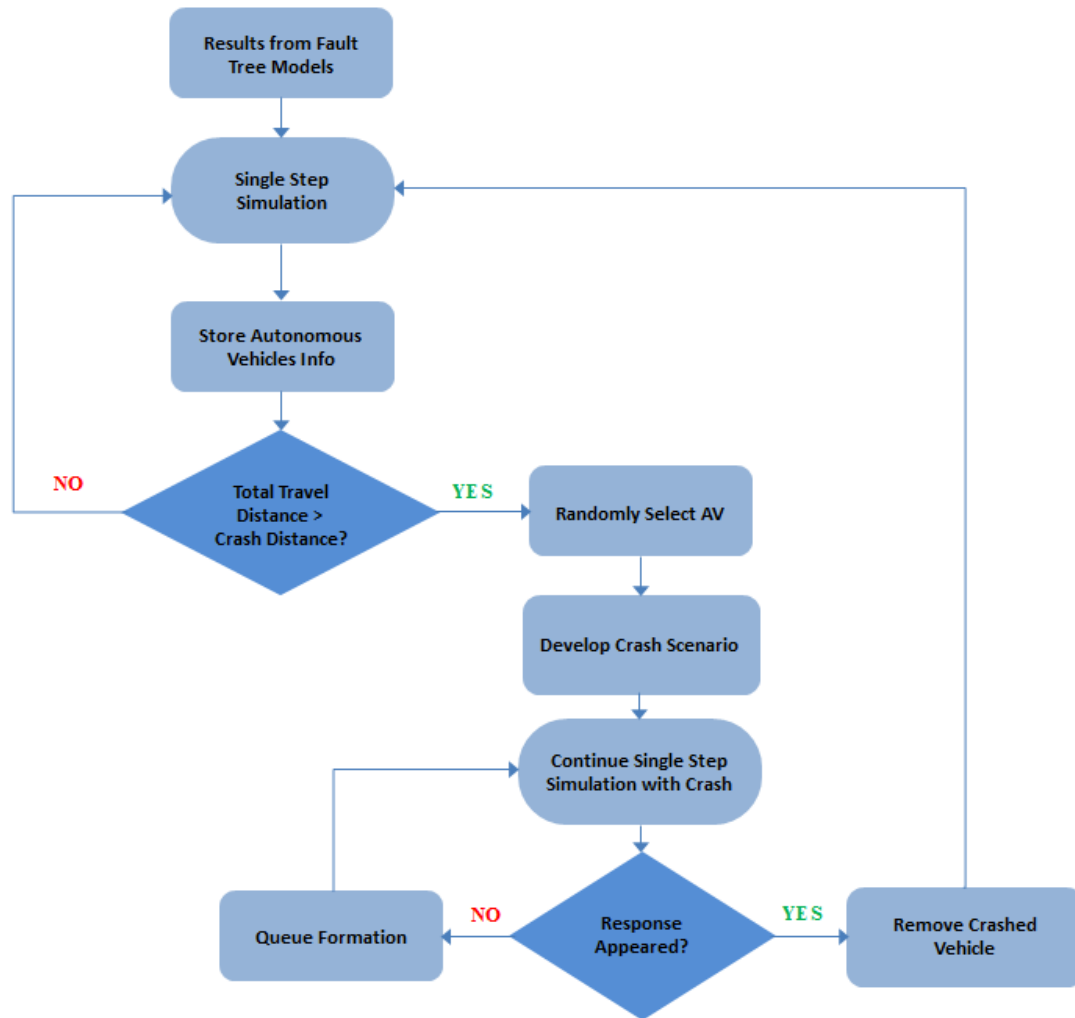 Results from Fault
Tree Models
Single Step
Simulation
Store Autonomous
Vehicles Info
NO
Total Travel
Distance >
Crash Distance?
YES
Randomly Select AV
Develop Crash Scenario
Continue Single Step
Simulation with Crash
Queue Formation
NO
Response
Appeared?
YES
Remove Crashed
Vehicle